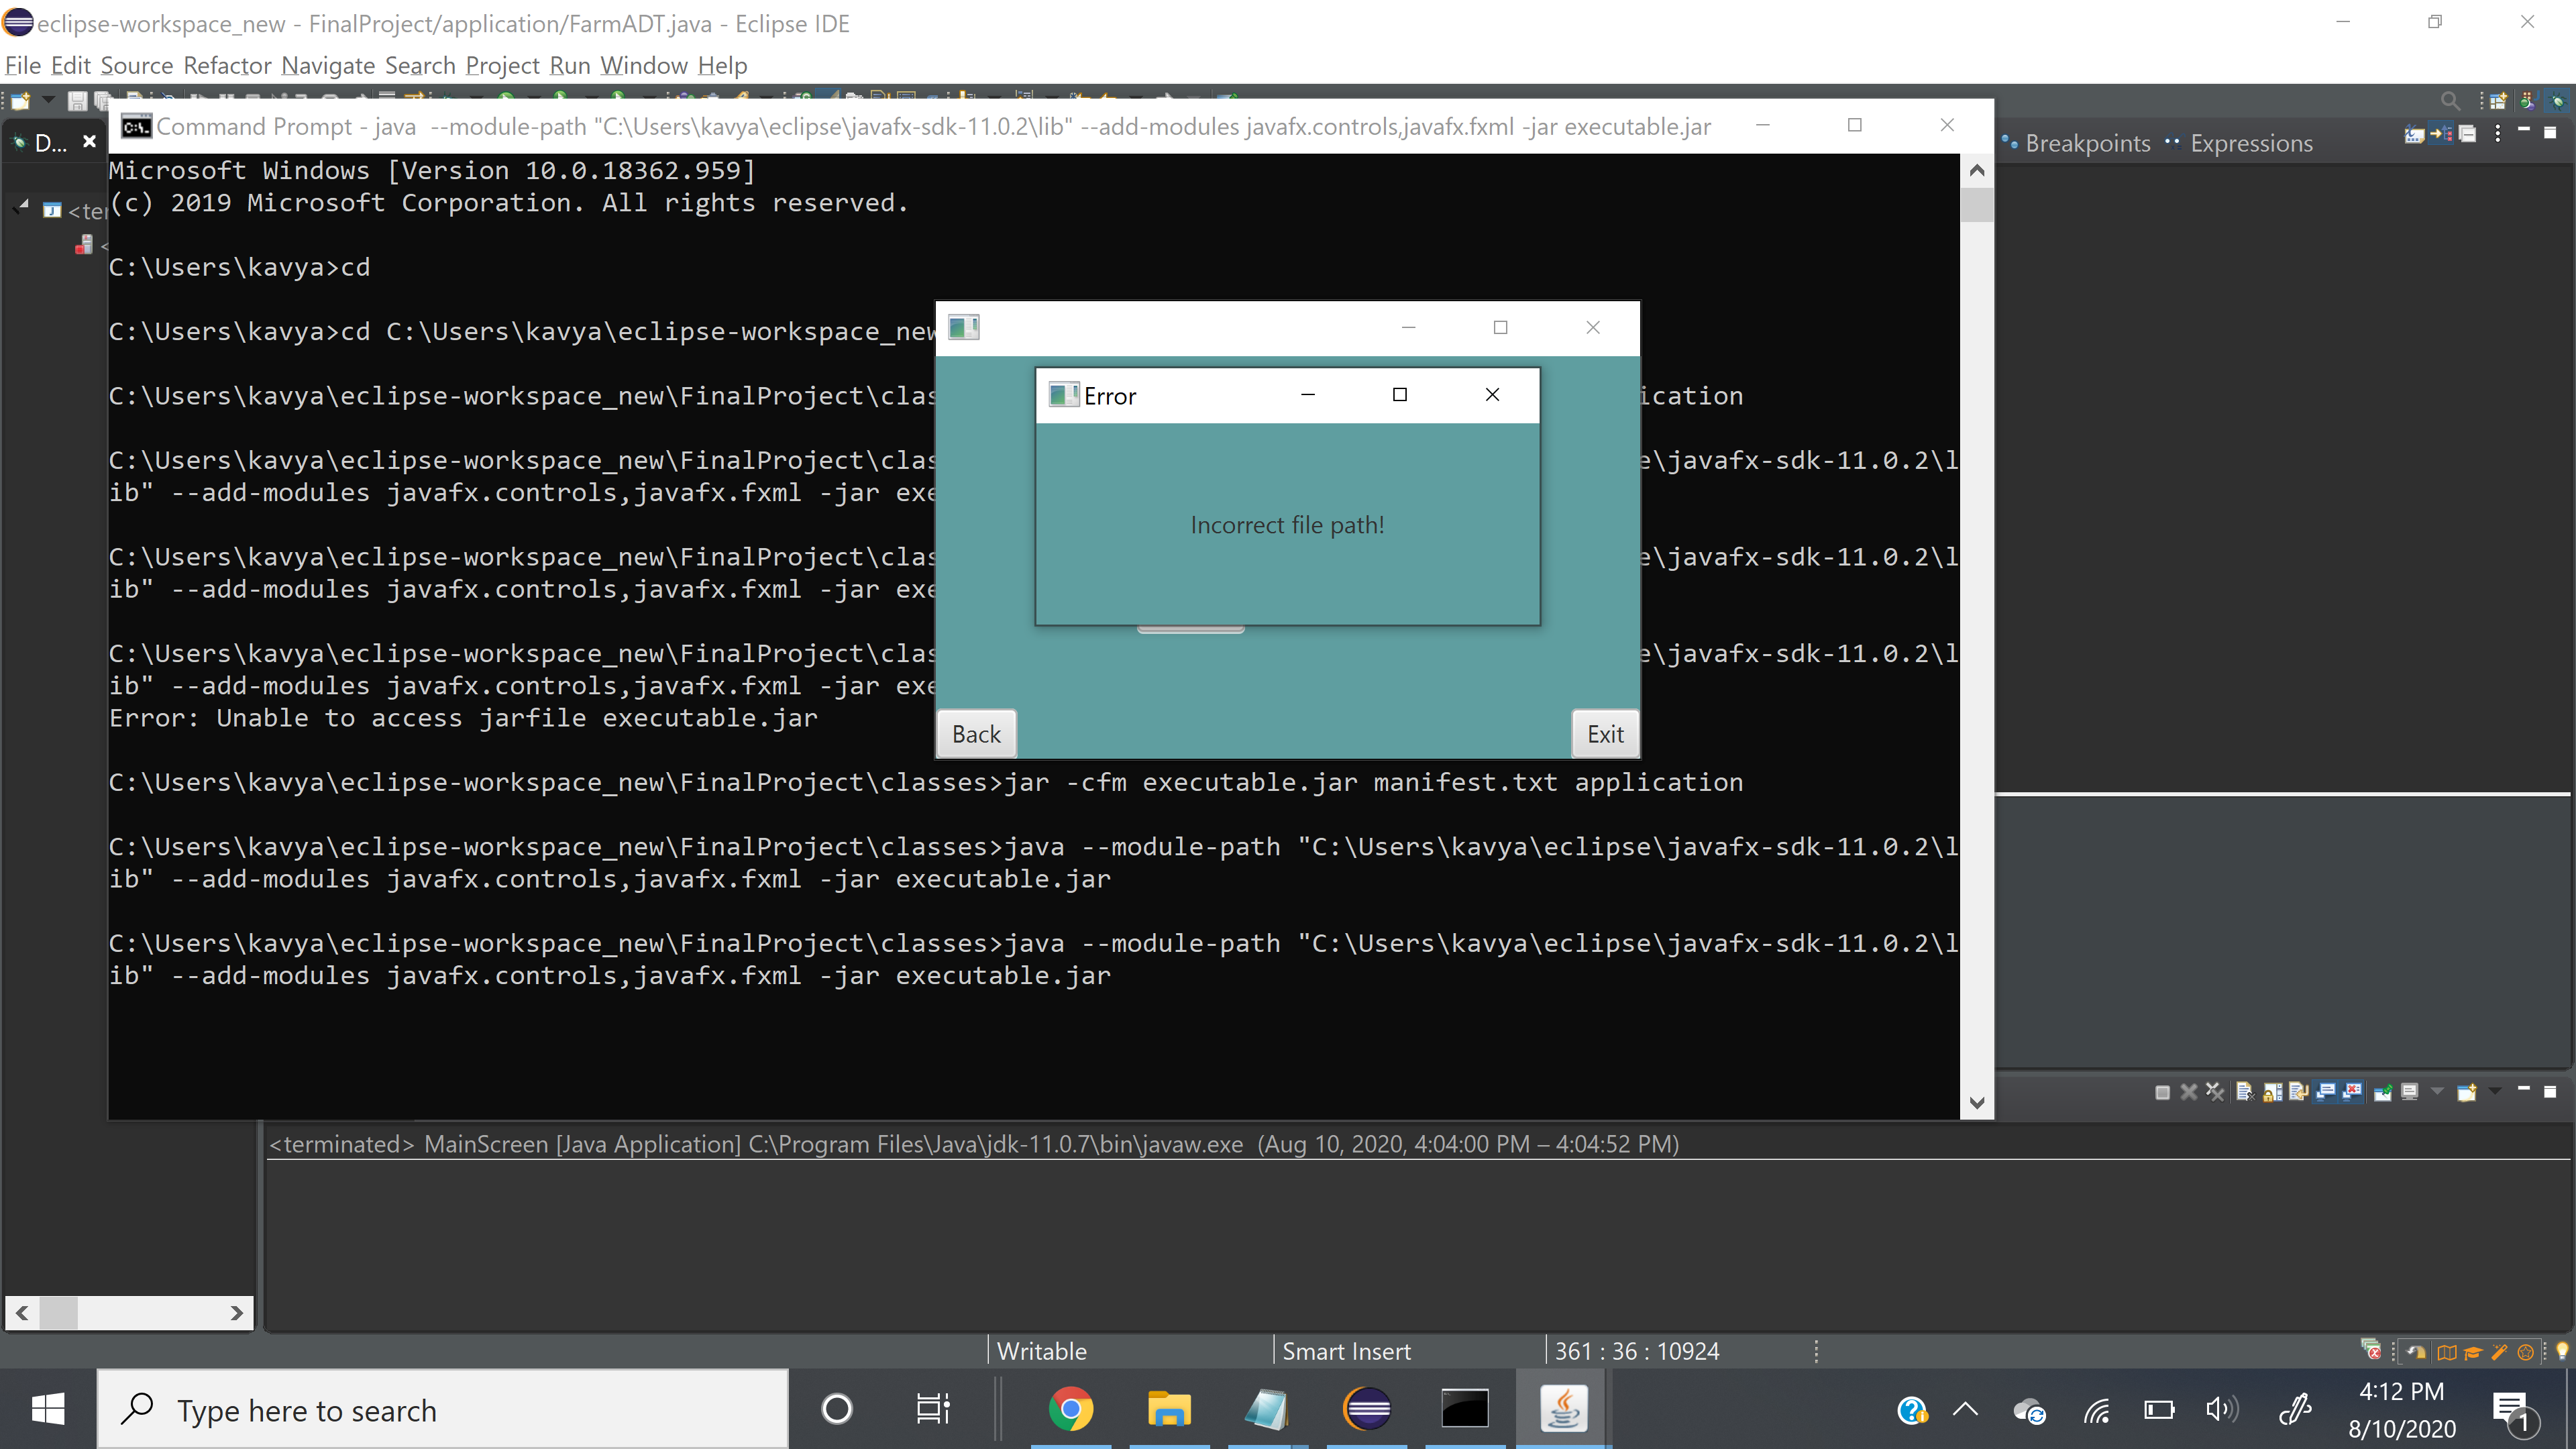 eclipse-workspace_new - FinalProject/application/FarmADT.java - Eclipse IDE
File Edit Source Refactor Navigate Search Project Run Window Help
D...
Command Prompt - java  --module-path "C:\Users\kavya\eclipse\javafx-sdk-11.0.2\lib" --add-modules javafx.controls,javafx.fxml -jar executable.jar
Breakpoints
Expressions
Microsoft Windows [Version 10.0.18362.959]
(c) 2019 Microsoft Corporation. All rights reserved.
<ter
<
C:\Users\kavya>cd
C:\Users\kavya>cd C:\Users\kavya\eclipse-workspace_new
C:\Users\kavya\eclipse-workspace_new\FinalProject\clas
ication
C:\Users\kavya\eclipse-workspace_new\FinalProject\clas
e\javafx-sdk-11.0.2\l
ib" --add-modules javafx.controls,javafx.fxml -jar exe
C:\Users\kavya\eclipse-workspace_new\FinalProject\clas
e\javafx-sdk-11.0.2\l
ib" --add-modules javafx.controls,javafx.fxml -jar exe
C:\Users\kavya\eclipse-workspace_new\FinalProject\clas
e\javafx-sdk-11.0.2\l
ib" --add-modules javafx.controls,javafx.fxml -jar exe
Error: Unable to access jarfile executable.jar
Error
Incorrect file path!
Back
Exit
C:\Users\kavya\eclipse-workspace_new\FinalProject\classes>jar -cfm executable.jar manifest.txt application
C:\Users\kavya\eclipse-workspace_new\FinalProject\classes>java --module-path "C:\Users\kavya\eclipse\javafx-sdk-11.0.2\l
ib" --add-modules javafx.controls,javafx.fxml -jar executable.jar
C:\Users\kavya\eclipse-workspace_new\FinalProject\classes>java --module-path "C:\Users\kavya\eclipse\javafx-sdk-11.0.2\l
ib" --add-modules javafx.controls,javafx.fxml -jar executable.jar
<terminated> MainScreen [Java Application] C:\Program Files\Java\jdk-11.0.7\bin\javaw.exe  (Aug 10, 2020, 4:04:00 PM – 4:04:52 PM)
Writable
Smart Insert
361 : 36 : 10924
Type here to search
4:12 PM
8/10/2020
1